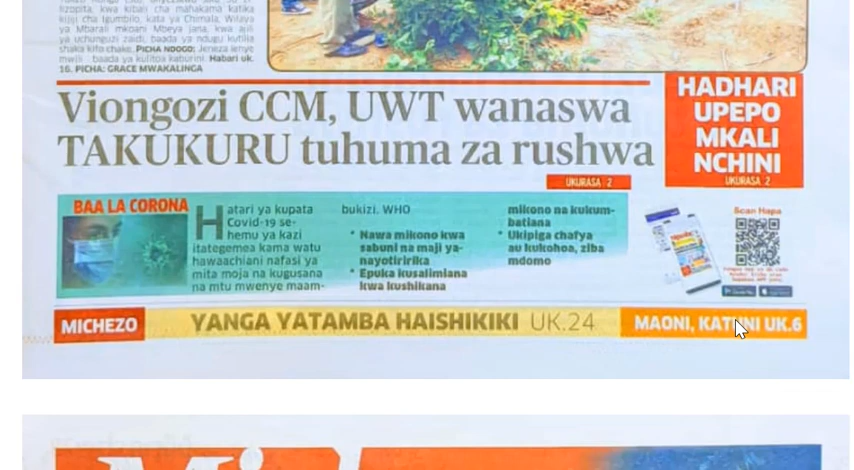 lizopita, kwa kibali cha mahakama katika
kijiji cha Igumbilo, kata ya Chimala, Wilaya
ya Mbarali mkoani Mbeya jana, kwa ajili
ya uchunguzi zaidi, baada ya ndugu kutilia
shaka kifo chake. PICHA NDOGO: Jeneza lenye
mwili baada ya kulitoa kaburini. Habari uk.
16. PICHA: GRACE MWAKALINGA
Viongozi CCM, UWT wanaswa
TAKUKURU tuhuma za rushwa
UKURASA 2
HADHARI
UPEPO
MKALI
NCHINI
UKURASA 2
BAA LA CORONA
Hatari ya kupata
Covid-19 se-
hemu ya kazi
itategemea kama watu
hawaachiani nafasi ya
mita moja na kugusana
na mtu mwenye maam-
bukizi. WHO
* Nawa mikono kwa
sabuni na maji ya-
nayotiririka
* Epuka kusalimiana
kwa kushikana
mikono na kukum-
batiana
* Ukipiga chafya
au kukohoa, ziba
mdomo
Scan Hapa
MICHEZO
YANGA YATAMBA HAISHIKIKI UK.24
MAONI, KATUNI UK.6